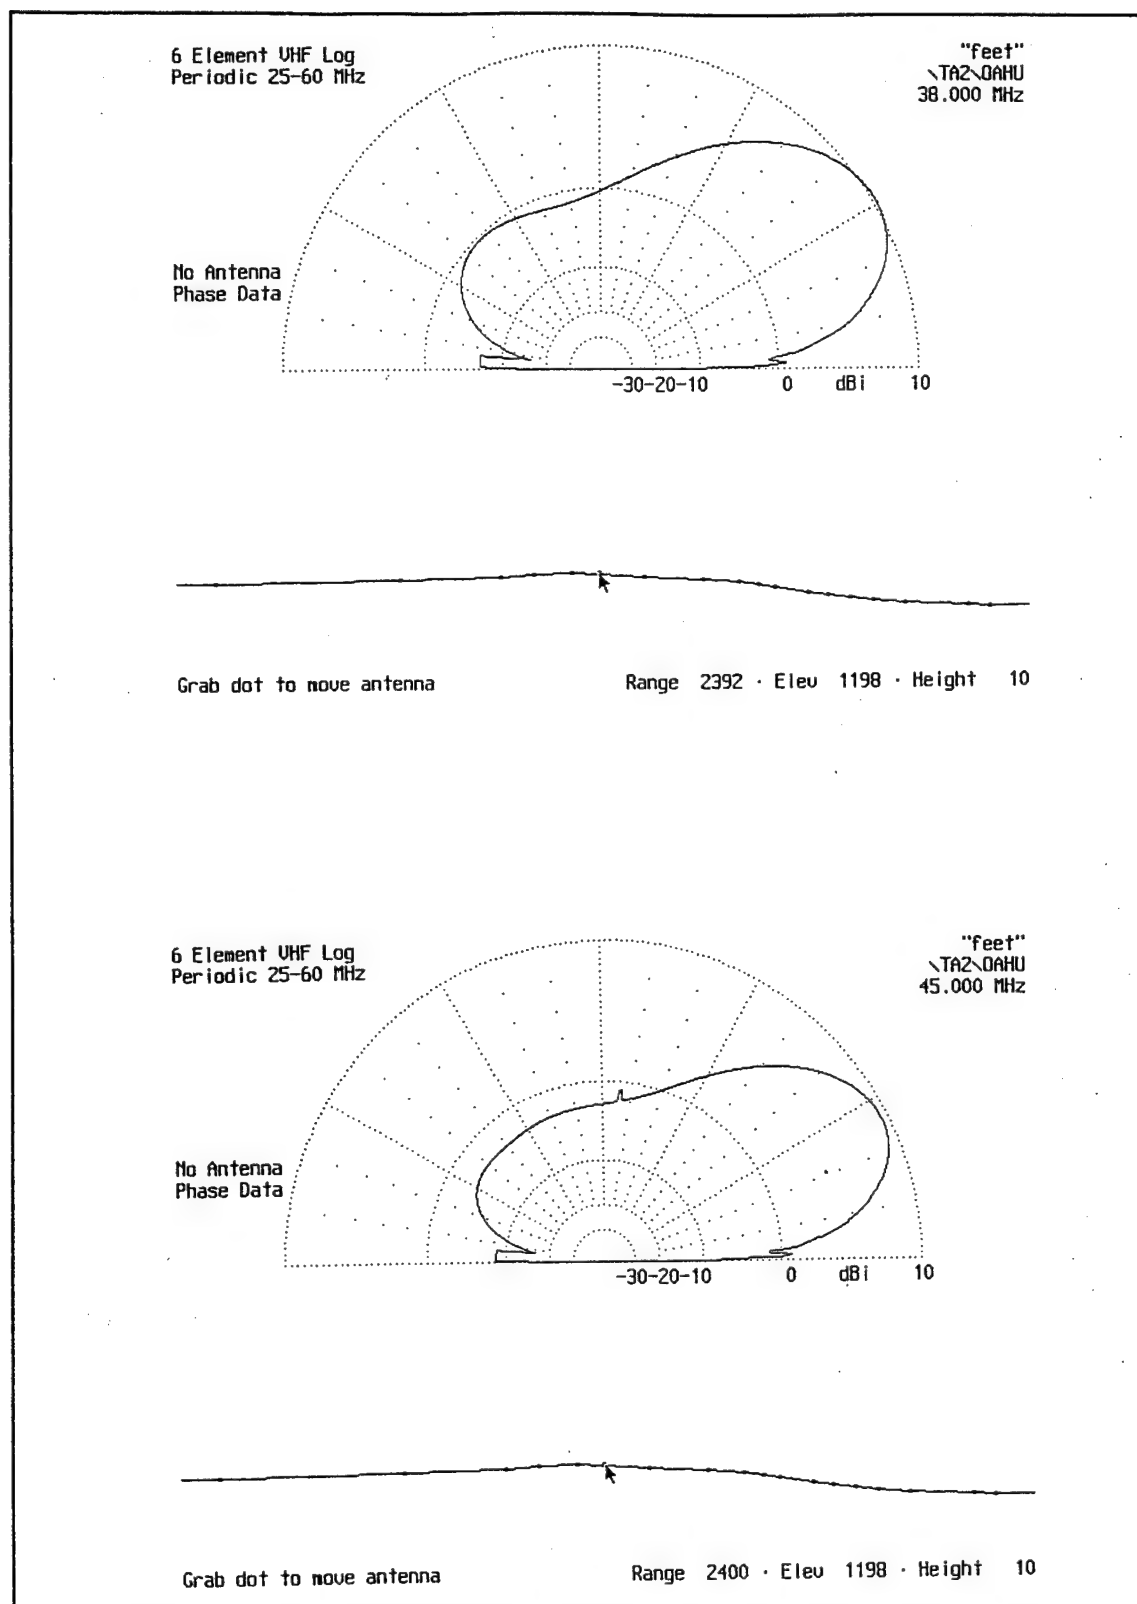 6 Element VHF Log
Periodic 25-60 MHz
"feet"
\TA2\OAHU
38.000 MHz
No Antenna
Phase Data
-30-20-10 0 dBi 10
Grab dot to move antenna
Range 2392 · Elev 1198 · Height 10
6 Element VHF Log
Periodic 25-60 MHz
"feet"
\TA2\OAHU
45.000 MHz
No Antenna
Phase Data
-30-20-10 0 dBi 10
Grab dot to move antenna
Range 2400 · Elev 1198 · Height 10